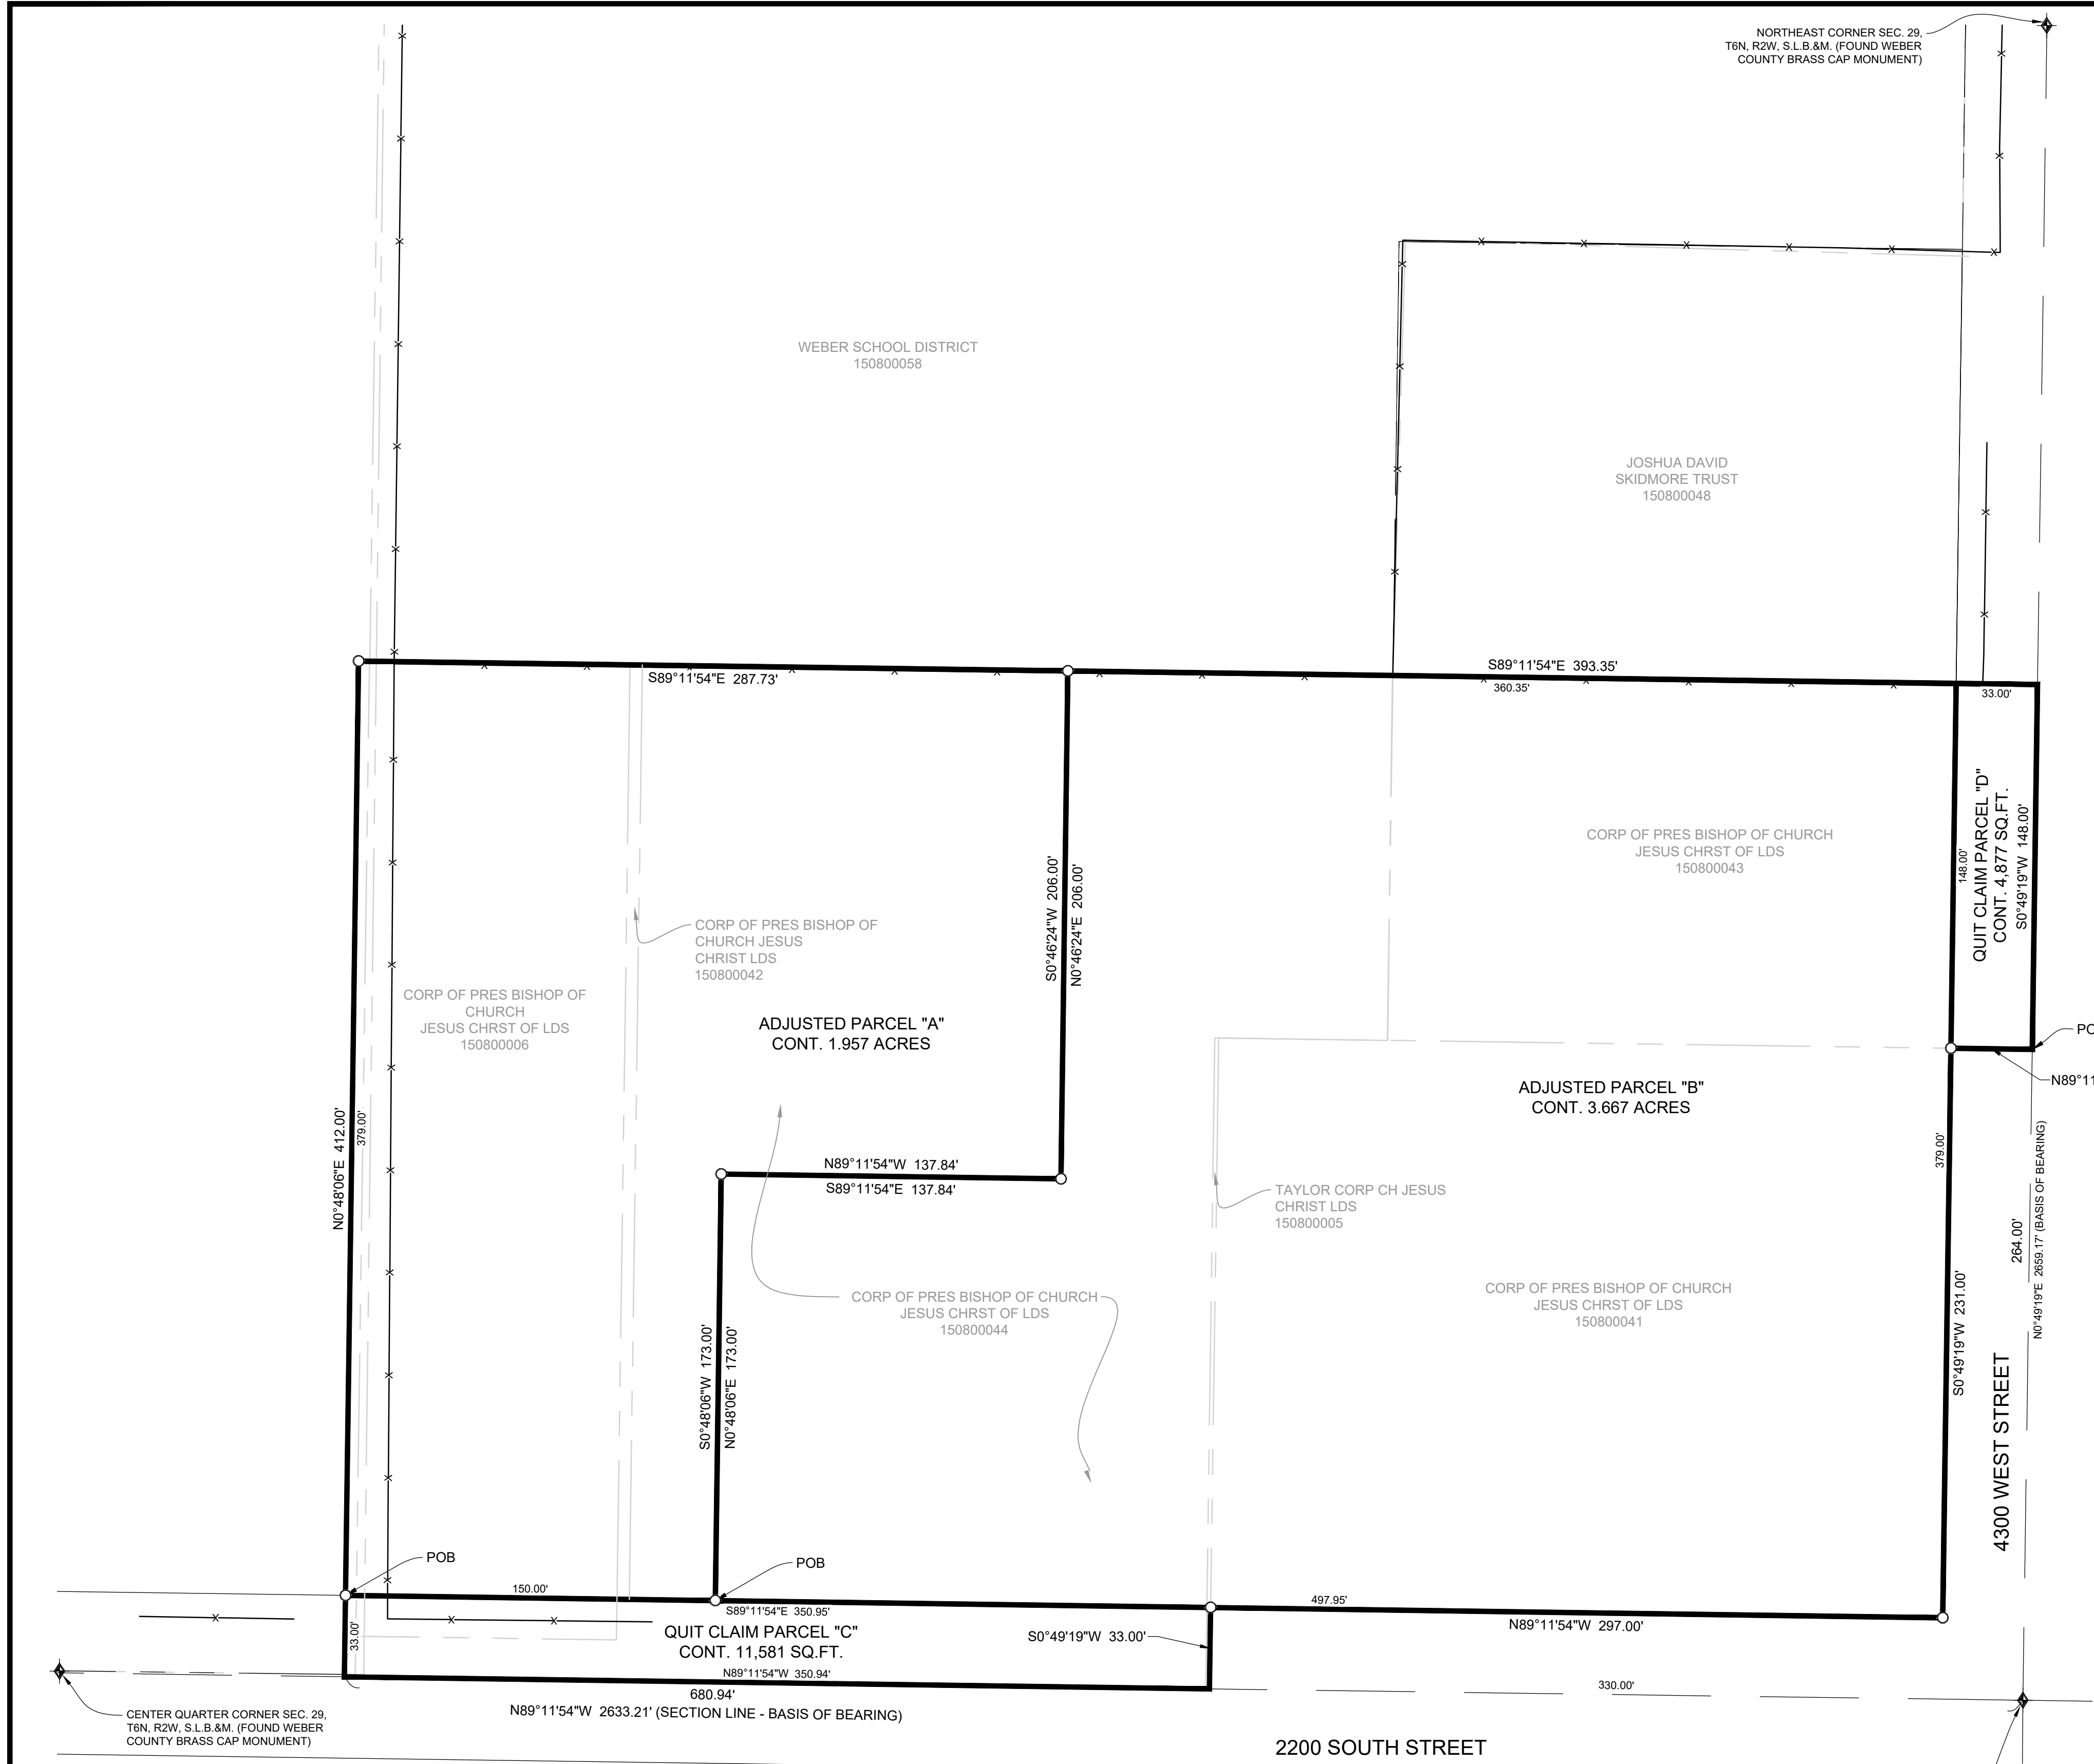 NORTHEAST CORNER SEC. 29,
T6N, R2W, S.L.B.&M. (FOUND WEBER
COUNTY BRASS CAP MONUMENT)
WEBER SCHOOL DISTRICT
150800058
JOSHUA DAVID
SKIDMORE TRUST
150800048
S89°11'54"E 287.73'
S89°11'54"E 393.35'
360.35'
33.00'
QUIT CLAIM PARCEL "D"
CONT. 4,877 SQ.FT.
S0°49'19"W 148.00'
148.00'
CORP OF PRES BISHOP OF CHURCH
JESUS CHRST OF LDS
150800043
S0°46'24"W 206.00'
N0°46'24"E 206.00'
CORP OF PRES BISHOP OF
CHURCH JESUS
CHRIST LDS
150800042
CORP OF PRES BISHOP OF
CHURCH
JESUS CHRST OF LDS
150800006
ADJUSTED PARCEL "A"
CONT. 1.957 ACRES
PO
N89°11
ADJUSTED PARCEL "B"
CONT. 3.667 ACRES
N0°48'06"E 412.00'
379.00'
379.00'
N89°11'54"W 137.84'
S89°11'54"E 137.84'
TAYLOR CORP CH JESUS
CHRIST LDS
150800005
264.00'
N0°49'19"E 2659.17' (BASIS OF BEARING)
S0°49'19"W 231.00'
CORP OF PRES BISHOP OF CHURCH
JESUS CHRST OF LDS
150800044
CORP OF PRES BISHOP OF CHURCH
JESUS CHRST OF LDS
150800041
S0°48'06"W 173.00'
N0°48'06"E 173.00'
4300 WEST STREET
POB
POB
150.00'
S89°11'54"E 350.95'
497.95'
N89°11'54"W 297.00'
33.00'
QUIT CLAIM PARCEL "C"
CONT. 11,581 SQ.FT.
S0°49'19"W 33.00'
N89°11'54"W 350.94'
680.94'
330.00'
N89°11'54"W 2633.21' (SECTION LINE - BASIS OF BEARING)
CENTER QUARTER CORNER SEC. 29,
T6N, R2W, S.L.B.&M. (FOUND WEBER
COUNTY BRASS CAP MONUMENT)
2200 SOUTH STREET